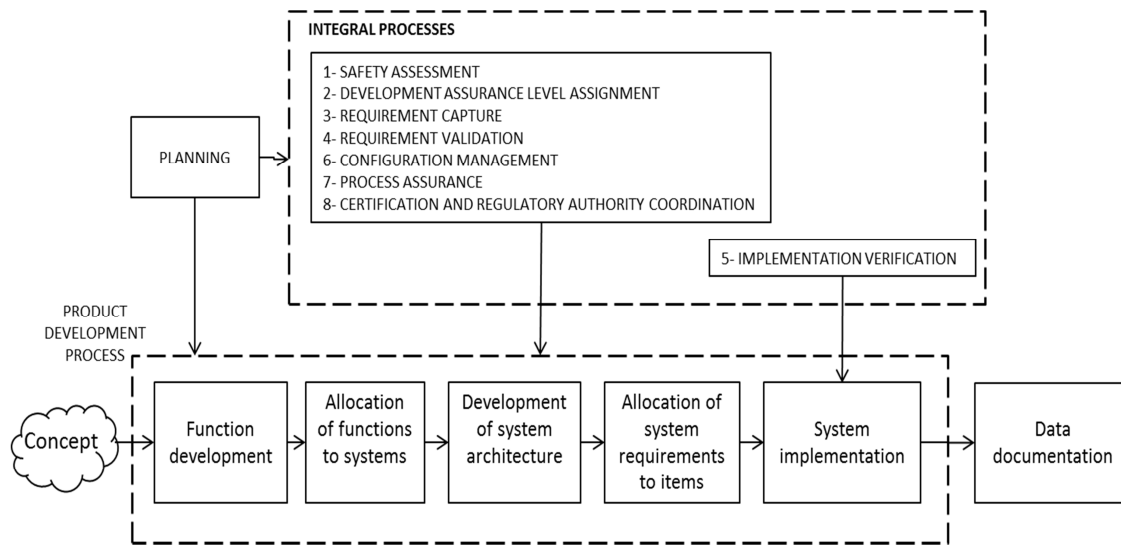 INTEGRAL PROCESSES
1- SAFETY ASSESSMENT
2- DEVELOPMENT ASSURANCE LEVEL ASSIGNMENT
3- REQUIREMENT CAPTURE
4- REQUIREMENT VALIDATION
6- CONFIGURATION MANAGEMENT
7- PROCESS ASSURANCE
8- CERTIFICATION AND REGULATORY AUTHORITY COORDINATION
PLANNING
5- IMPLEMENTATION VERIFICATION
PRODUCT
DEVELOPMENT
PROCESS
Concept
Function
development
Allocation
of functions
to systems
Development
of system
architecture
Allocation of
system
requirements
to items
System
implementation
Data
documentation